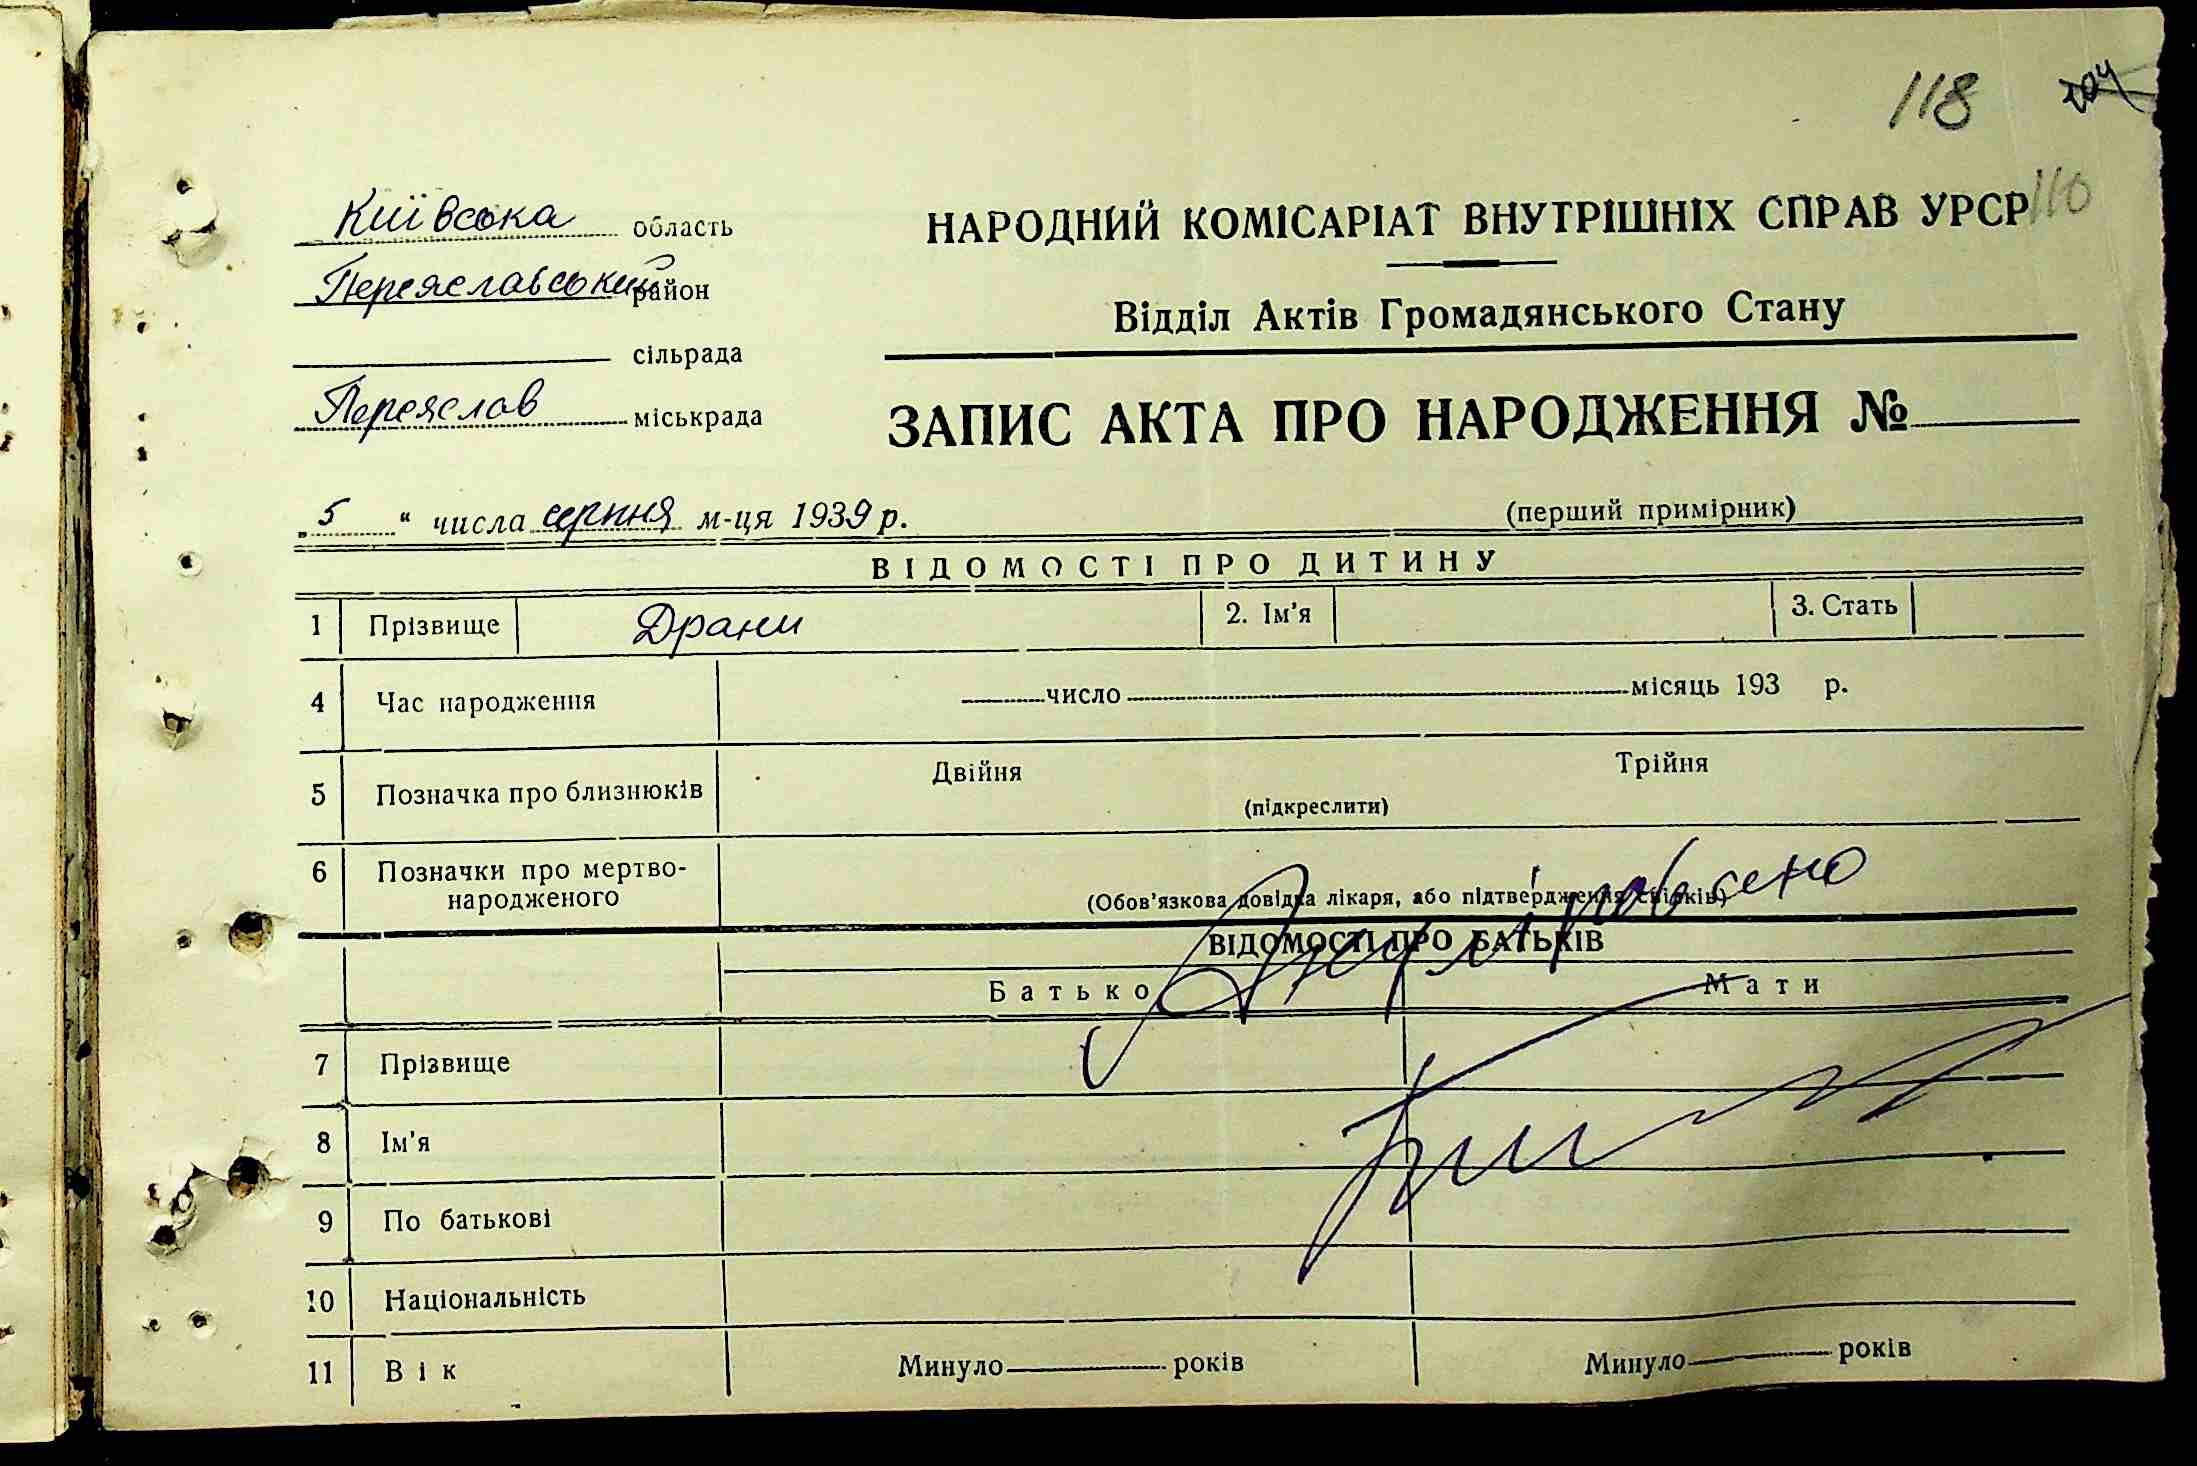 118
204
110
Київська область
Переяславський район
сільрада
Переяслав міськрада
НАРОДНИЙ КОМІСАРІАТ ВНУТРІШНІХ СПРАВ УРСР
Відділ Актів Громадянського Стану
ЗАПИС АКТА ПРО НАРОДЖЕННЯ №
„ 5 “ числа серпня м-ця 1939 р.
(перший примірник)
ВІДОМОСТІ ПРО ДИТИНУ
1 Прізвище Драни 2. Ім'я 3. Стать
4 Час народження число місяць 193 р.
5 Позначка про близнюків Двійня Трійня
(підкреслити)
6 Позначки про мертво-
народженого
(Обов'язкова довідка лікаря, або підтвердження свідків)
ВІДОМОСТІ ПРО БАТЬКІВ
Батько Мати
7 Прізвище
8 Ім'я
9 По батькові
10 Національність
11 Вік Минуло років Минуло років